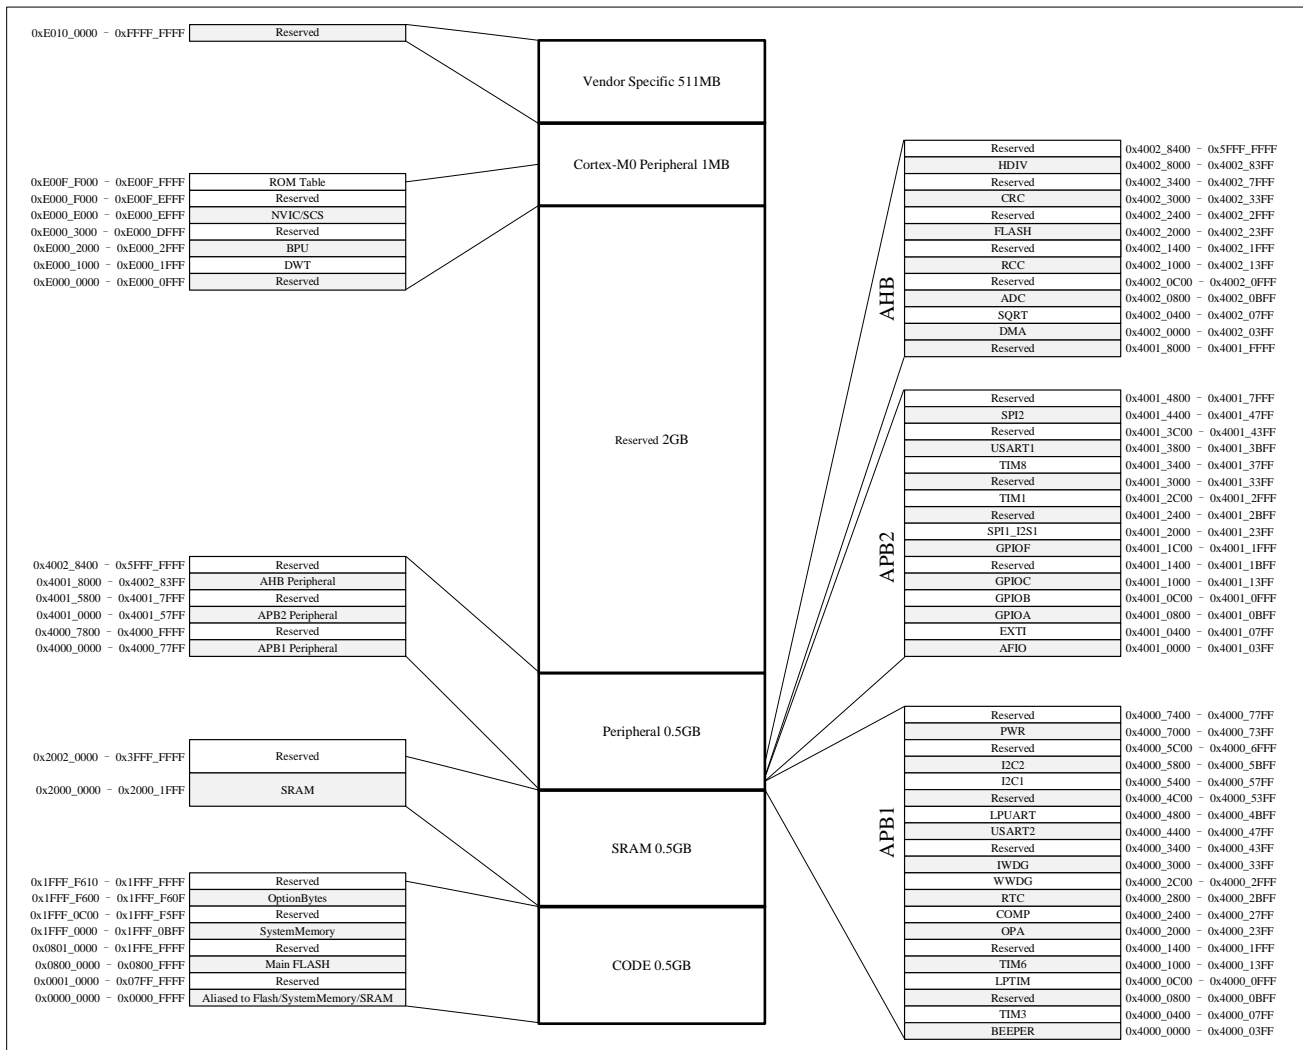 0xE010_0000 - 0xFFFF_FFFF Reserved
0xE00F_F000 - 0xE00F_FFFF ROM Table
0xE000_F000 - 0xE00F_EFFF Reserved
0xE000_E000 - 0xE000_EFFF NVIC/SCS
0xE000_3000 - 0xE000_DFFF Reserved
0xE000_2000 - 0xE000_2FFF BPU
0xE000_1000 - 0xE000_1FFF DWT
0xE000_0000 - 0xE000_0FFF Reserved
0x4002_8400 - 0x5FFF_FFFF Reserved
0x4001_8000 - 0x4002_83FF AHB Peripheral
0x4001_5800 - 0x4001_7FFF Reserved
0x4001_0000 - 0x4001_57FF APB2 Peripheral
0x4000_7800 - 0x4000_FFFF Reserved
0x4000_0000 - 0x4000_77FF APB1 Peripheral
0x2002_0000 - 0x3FFF_FFFF Reserved
0x2000_0000 - 0x2000_1FFF SRAM
0x1FFF_F610 - 0x1FFF_FFFF Reserved
0x1FFF_F600 - 0x1FFF_F60F OptionBytes
0x1FFF_0C00 - 0x1FFF_F5FF Reserved
0x1FFF_0000 - 0x1FFF_0BFF SystemMemory
0x0801_0000 - 0x1FFE_FFFF Reserved
0x0800_0000 - 0x0800_FFFF Main FLASH
0x0001_0000 - 0x07FF_FFFF Reserved
0x0000_0000 - 0x0000_FFFF Aliased to Flash/SystemMemory/SRAM
Vendor Specific 511MB
Cortex-M0 Peripheral 1MB
Reserved 2GB
Peripheral 0.5GB
SRAM 0.5GB
CODE 0.5GB
AHB
Reserved 0x4002_8400 - 0x5FFF_FFFF
HDIV 0x4002_8000 - 0x4002_83FF
Reserved 0x4002_3400 - 0x4002_7FFF
CRC 0x4002_3000 - 0x4002_33FF
Reserved 0x4002_2400 - 0x4002_2FFF
FLASH 0x4002_2000 - 0x4002_23FF
Reserved 0x4002_1400 - 0x4002_1FFF
RCC 0x4002_1000 - 0x4002_13FF
Reserved 0x4002_0C00 - 0x4002_0FFF
ADC 0x4002_0800 - 0x4002_0BFF
SQRT 0x4002_0400 - 0x4002_07FF
DMA 0x4002_0000 - 0x4002_03FF
Reserved 0x4001_8000 - 0x4001_FFFF
APB2
Reserved 0x4001_4800 - 0x4001_7FFF
SPI2 0x4001_4400 - 0x4001_47FF
Reserved 0x4001_3C00 - 0x4001_43FF
USART1 0x4001_3800 - 0x4001_3BFF
TIM8 0x4001_3400 - 0x4001_37FF
Reserved 0x4001_3000 - 0x4001_33FF
TIM1 0x4001_2C00 - 0x4001_2FFF
Reserved 0x4001_2400 - 0x4001_2BFF
SPI1_I2S1 0x4001_2000 - 0x4001_23FF
GPIOF 0x4001_1C00 - 0x4001_1FFF
Reserved 0x4001_1400 - 0x4001_1BFF
GPIOC 0x4001_1000 - 0x4001_13FF
GPIOB 0x4001_0C00 - 0x4001_0FFF
GPIOA 0x4001_0800 - 0x4001_0BFF
EXTI 0x4001_0400 - 0x4001_07FF
AFIO 0x4001_0000 - 0x4001_03FF
APB1
Reserved 0x4000_7400 - 0x4000_77FF
PWR 0x4000_7000 - 0x4000_73FF
Reserved 0x4000_5C00 - 0x4000_6FFF
I2C2 0x4000_5800 - 0x4000_5BFF
I2C1 0x4000_5400 - 0x4000_57FF
Reserved 0x4000_4C00 - 0x4000_53FF
LPUART 0x4000_4800 - 0x4000_4BFF
USART2 0x4000_4400 - 0x4000_47FF
Reserved 0x4000_3400 - 0x4000_43FF
IWDG 0x4000_3000 - 0x4000_33FF
WWDG 0x4000_2C00 - 0x4000_2FFF
RTC 0x4000_2800 - 0x4000_2BFF
COMP 0x4000_2400 - 0x4000_27FF
OPA 0x4000_2000 - 0x4000_23FF
Reserved 0x4000_1400 - 0x4000_1FFF
TIM6 0x4000_1000 - 0x4000_13FF
LPTIM 0x4000_0C00 - 0x4000_0FFF
Reserved 0x4000_0800 - 0x4000_0BFF
TIM3 0x4000_0400 - 0x4000_07FF
BEEPER 0x4000_0000 - 0x4000_03FF